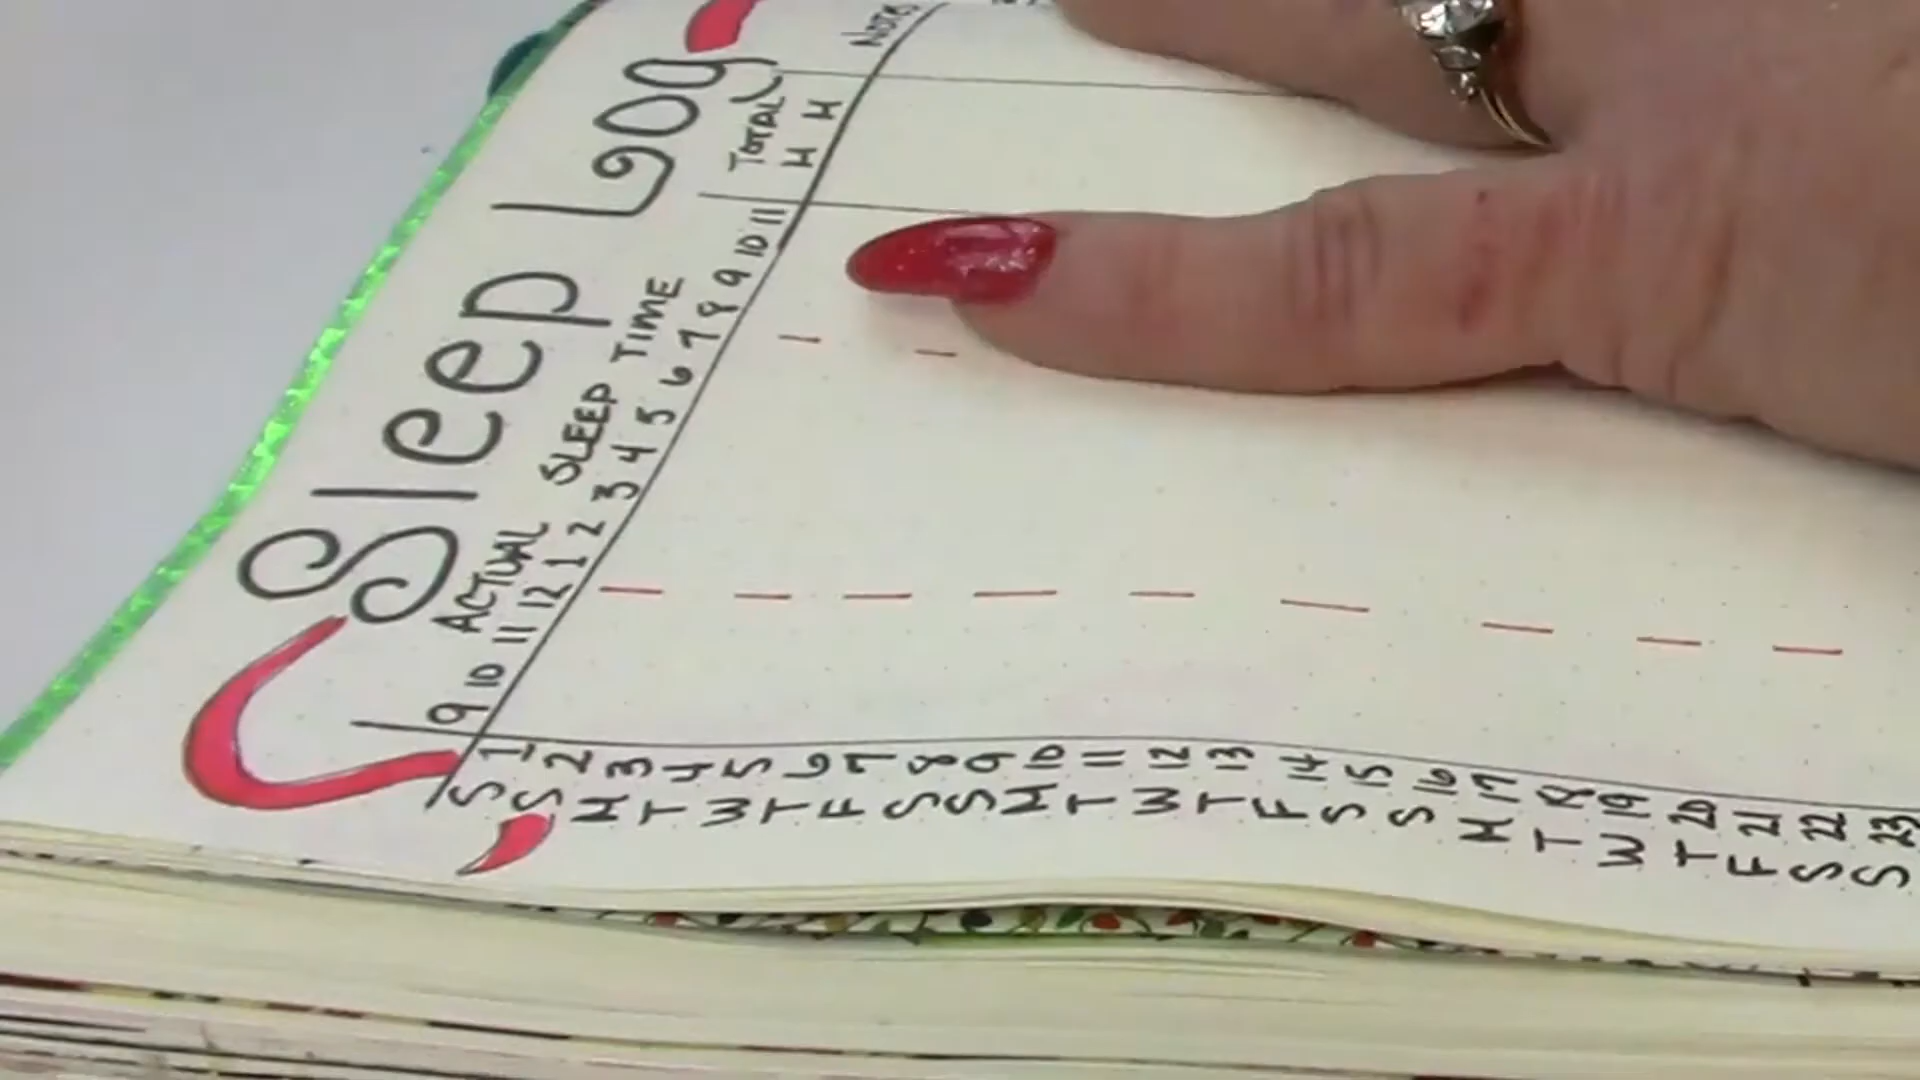 Sleep Log
ACTUAL SLEEP TIME
TOTAL
NOTES
9 10 11 12 1 2 3 4 5 6 7 8 9 10 11
H H
S 1
S 2
M 3
T 4
W 5
T 6
F 7
S 8
S 9
M 10
T 11
W 12
T 13
F 14
S 15
S 16
M 17
T 18
W 19
T 20
F 21
S 22
S 23